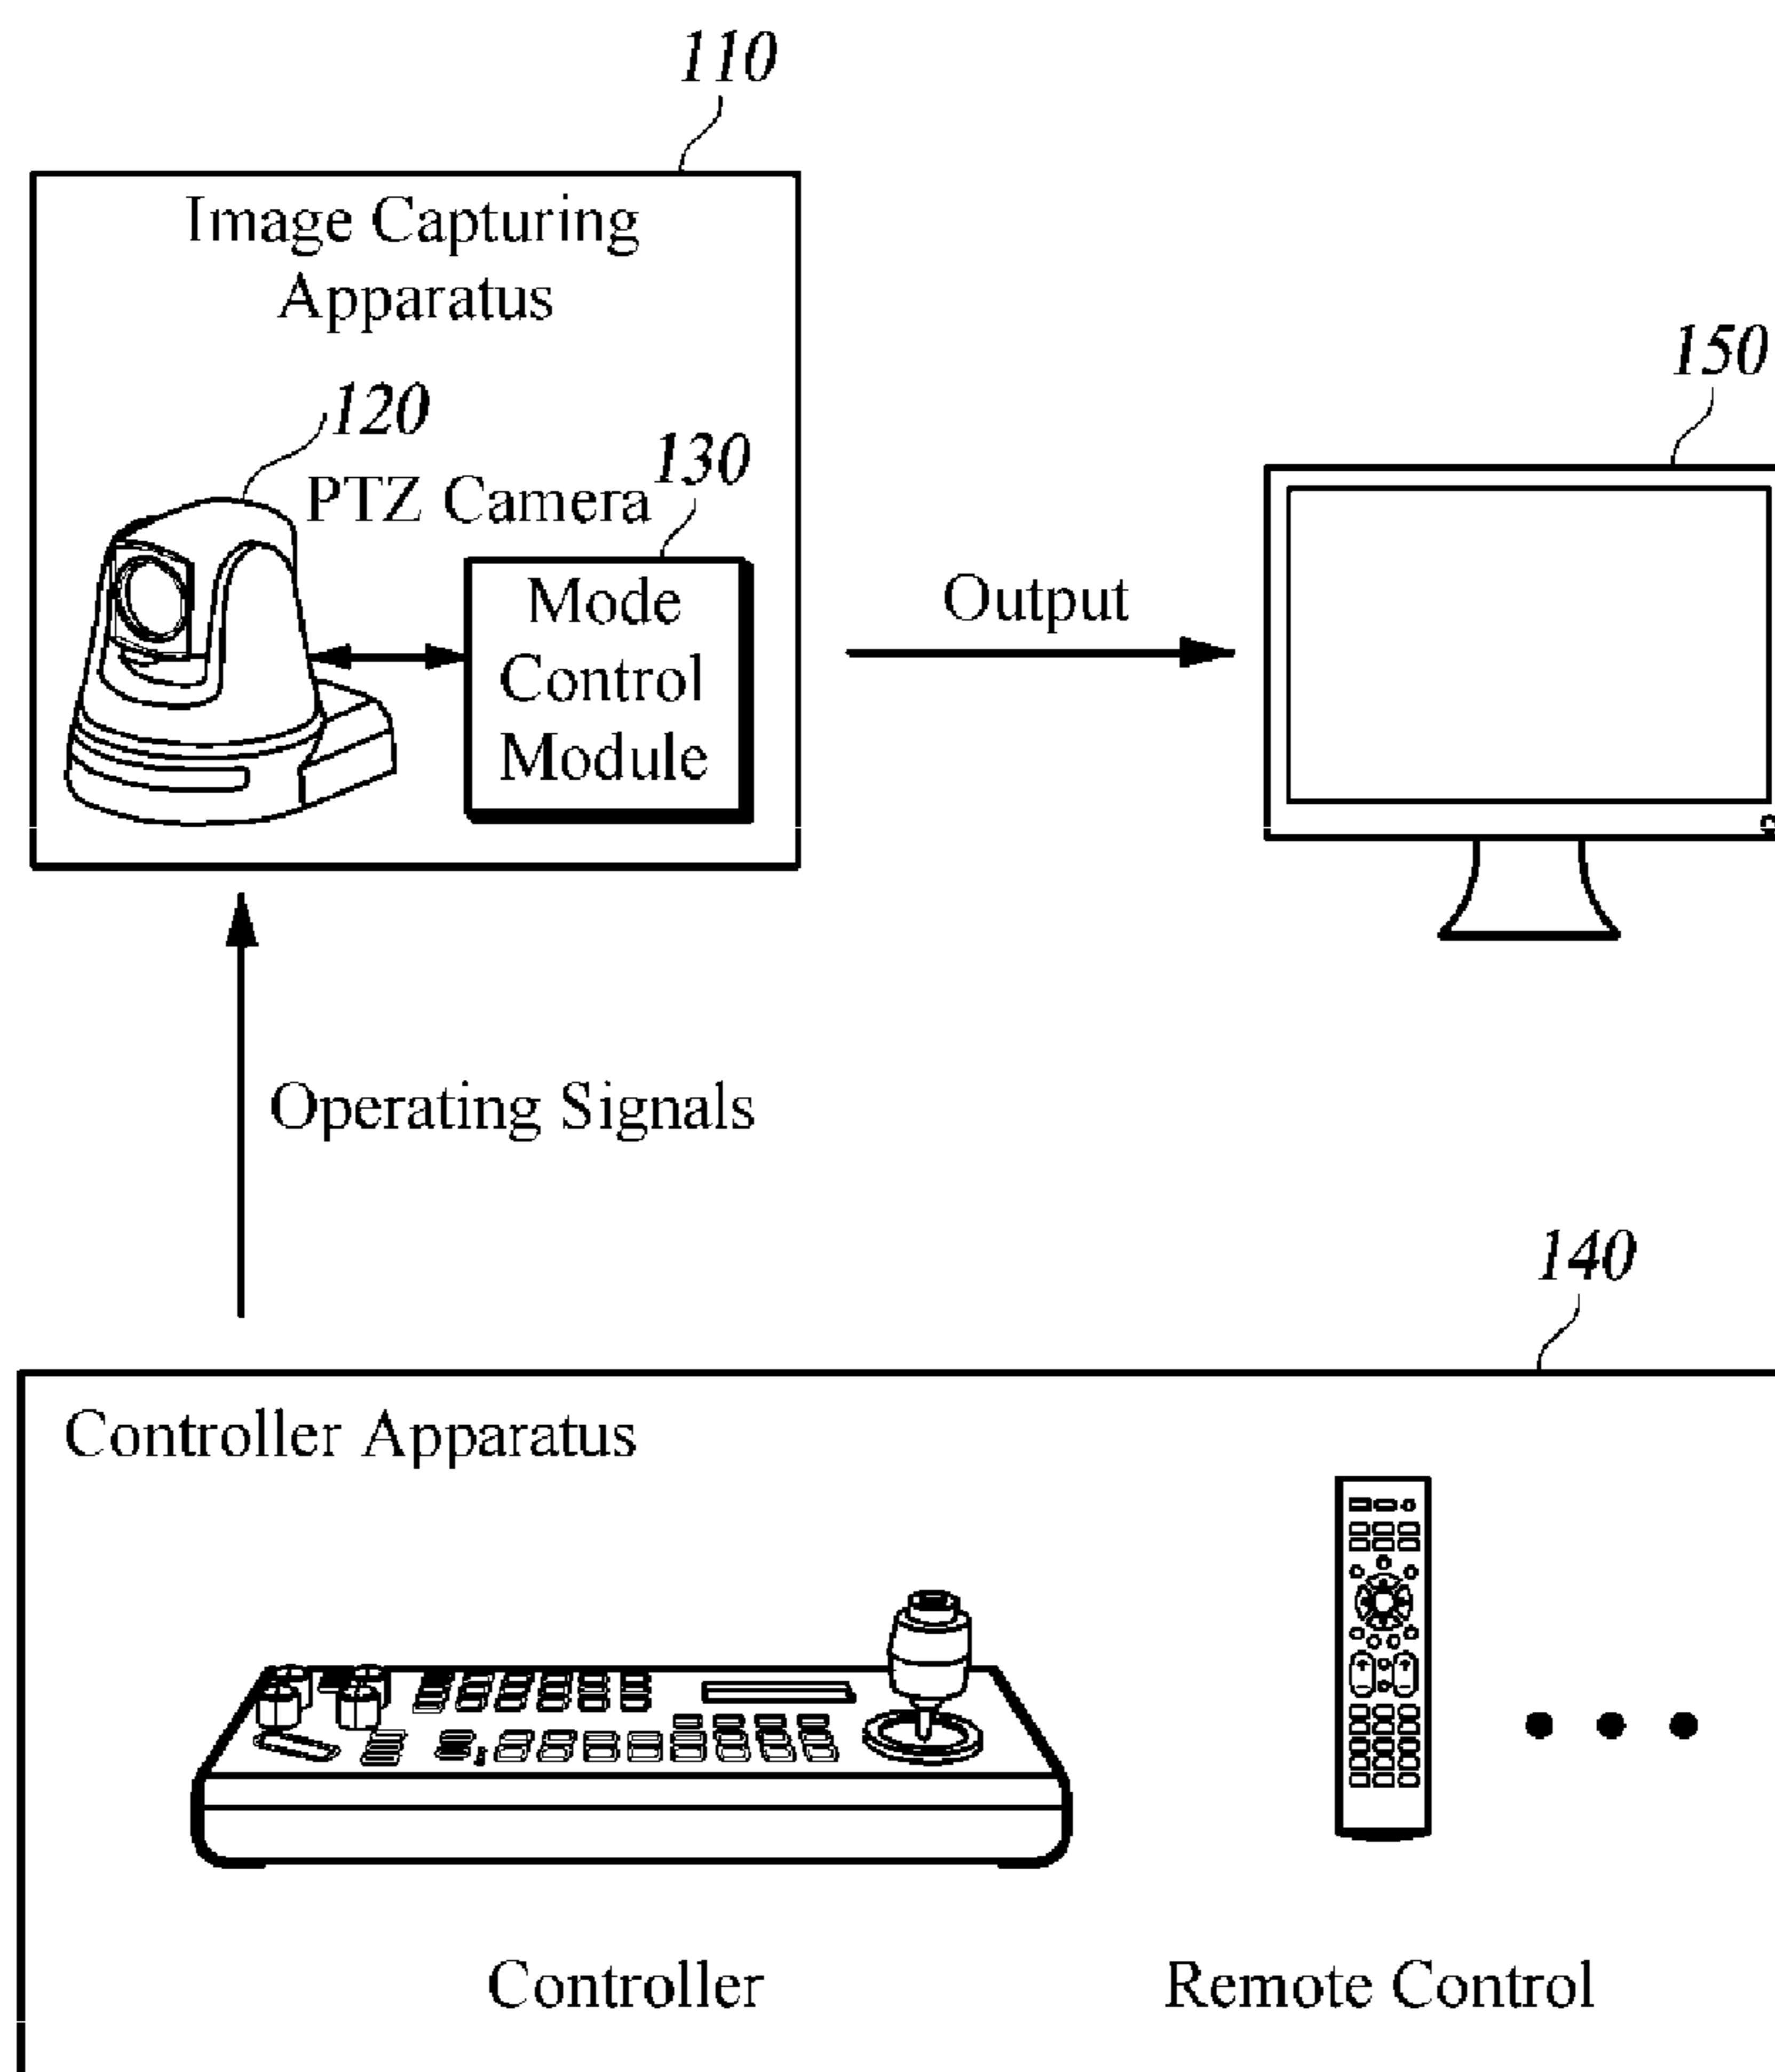 110
Image Capturing
Apparatus
120
PTZ Camera
130
Mode
Control
Module
Output
150
Operating Signals
140
Controller Apparatus
Controller
Remote Control